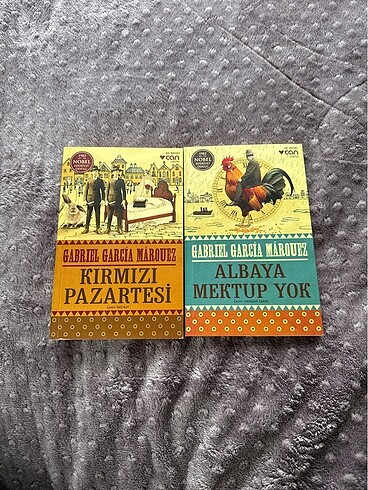 NOBEL
can
GABRIEL GARCÍA MÁRQUEZ
KIRMIZI
PAZARTESİ
NOBEL
can
GABRIEL GARCÍA MÁRQUEZ
ALBAYA
MEKTUP YOK